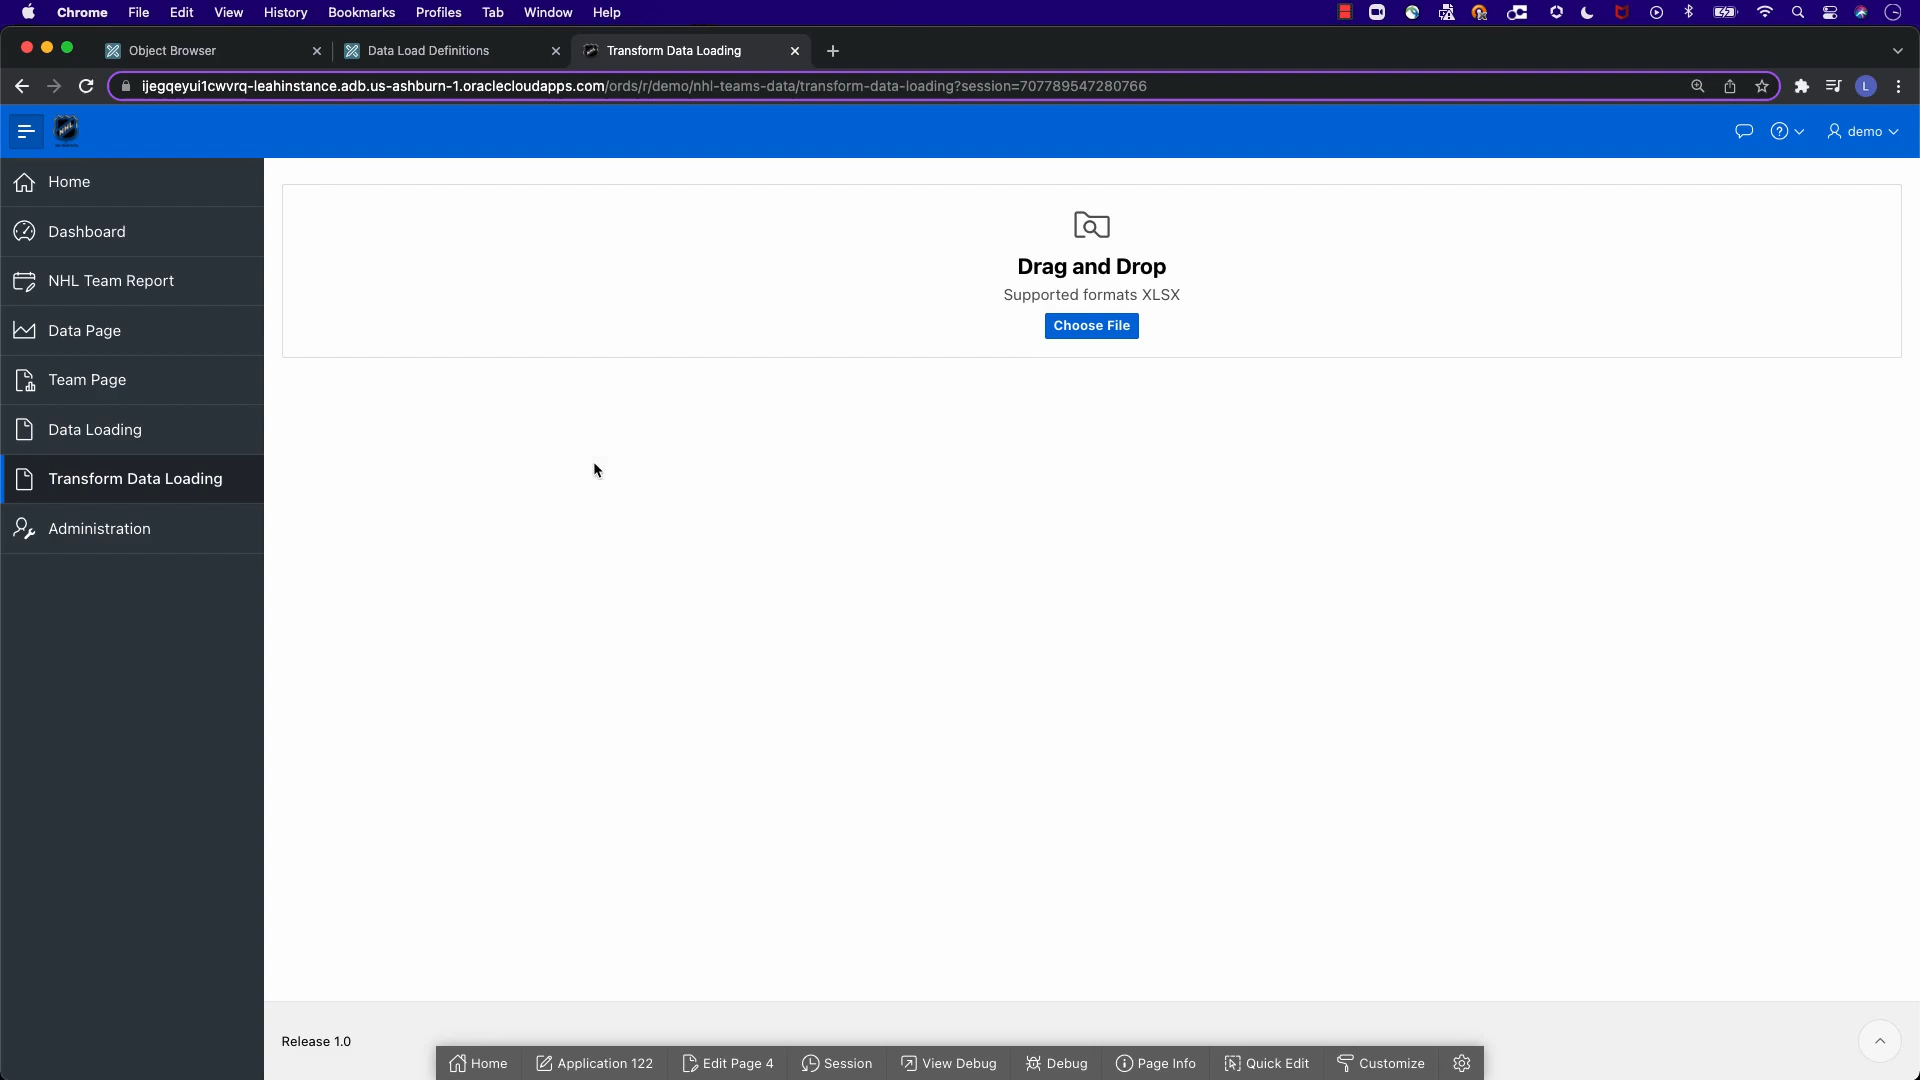 Chrome File Edit View History Bookmarks Profiles Tab Window Help
Object Browser
Data Load Definitions
Transform Data Loading
ijegqeyui1cwvrq-leahinstance.adb.us-ashburn-1.oraclecloudapps.com/ords/r/demo/nhl-teams-data/transform-data-loading?session=707789547280766
L
demo
Home
Dashboard
NHL Team Report
Data Page
Team Page
Data Loading
Transform Data Loading
Administration
Drag and Drop
Supported formats XLSX
Choose File
Release 1.0
Home Application 122 Edit Page 4 Session View Debug Debug Page Info Quick Edit Customize